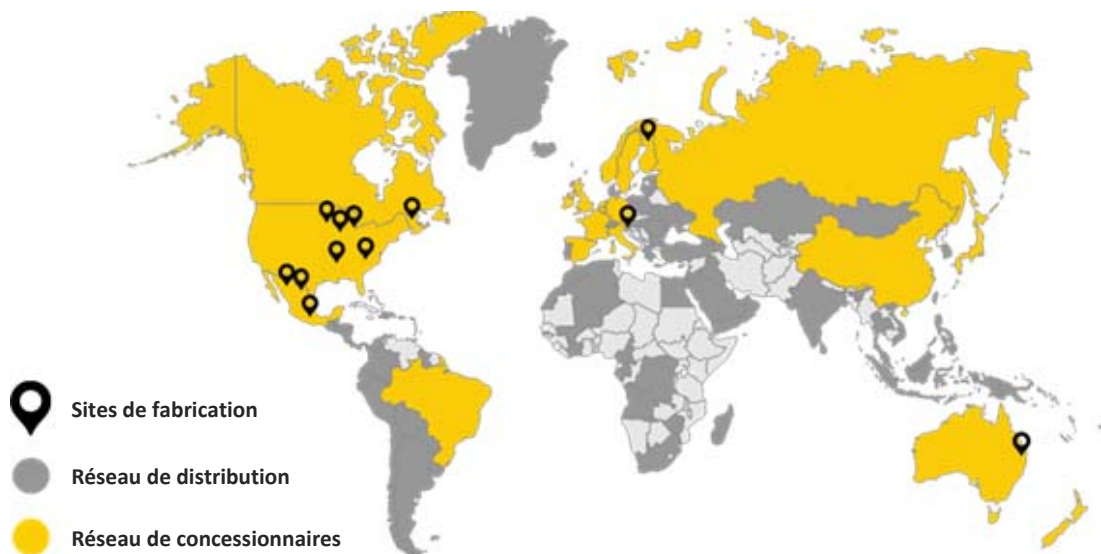 Sites de fabrication
Réseau de distribution
Réseau de concessionnaires